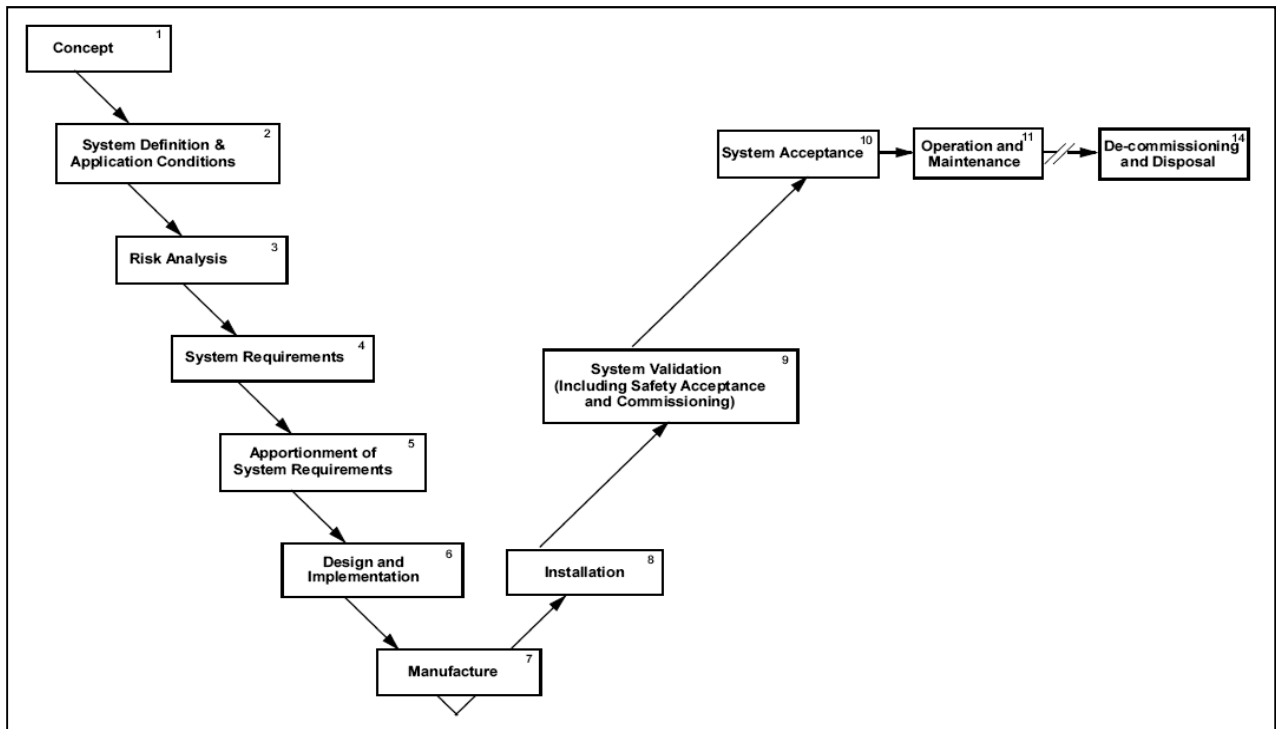 Concept
1
System Definition &
Application Conditions
2
Risk Analysis
3
System Requirements
4
Apportionment of
System Requirements
5
Design and
Implementation
6
Manufacture
7
Installation
8
System Validation
(Including Safety Acceptance
and Commissioning)
9
System Acceptance
10
Operation and
Maintenance
11
De-commissioning
and Disposal
14